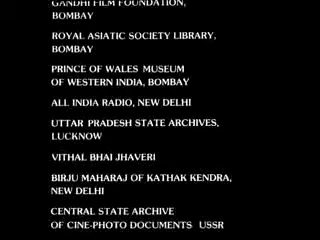 GANDHI FILM FOUNDATION,
BOMBAY
ROYAL ASIATIC SOCIETY LIBRARY,
BOMBAY
PRINCE OF WALES MUSEUM
OF WESTERN INDIA, BOMBAY
ALL INDIA RADIO, NEW DELHI
UTTAR PRADESH STATE ARCHIVES,
LUCKNOW
VITHAL BHAI JHAVERI
BIRJU MAHARAJ OF KATHAK KENDRA,
NEW DELHI
CENTRAL STATE ARCHIVE
OF CINE-PHOTO DOCUMENTS USSR